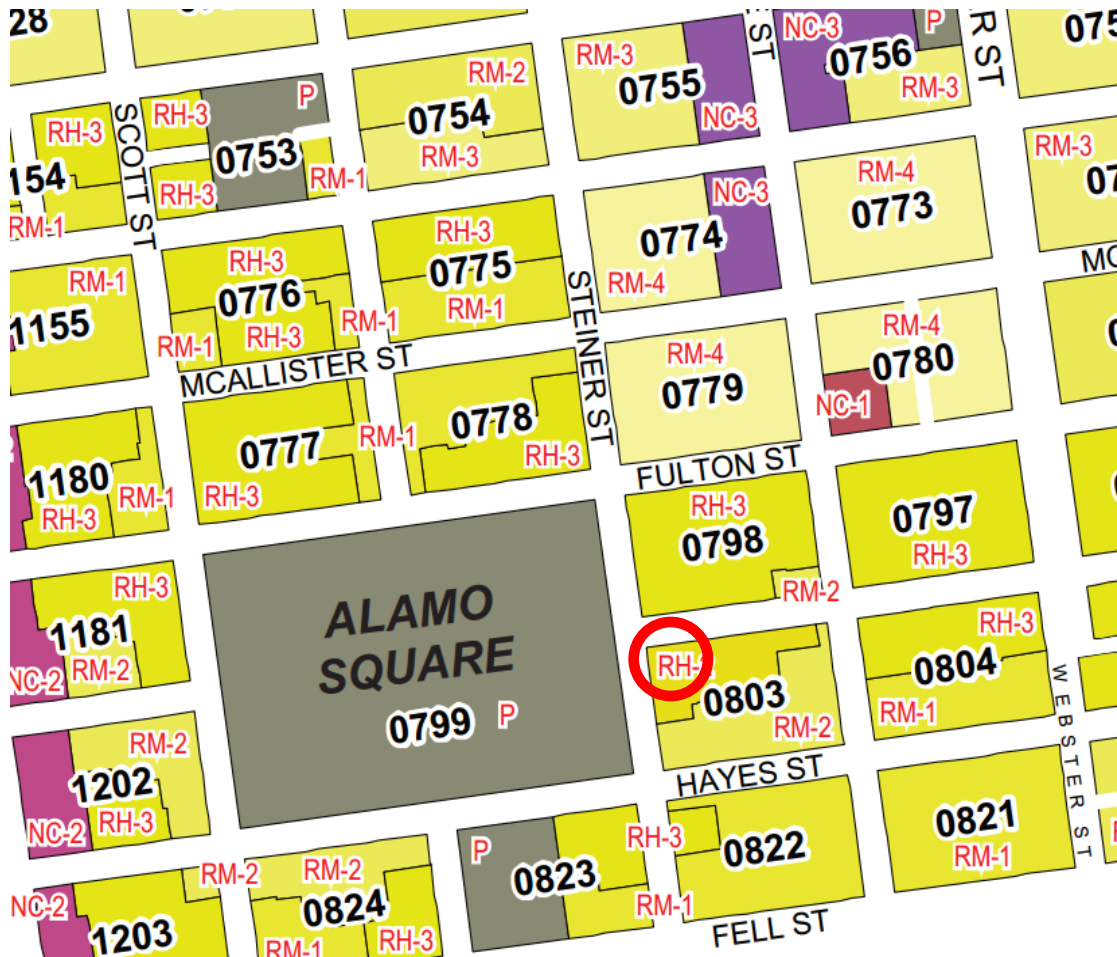 28
RM-3
ST
NC-3
P
R ST
075
0756
RM-3
0755
NC-3
RM-2
0754
RM-3
P
RH-3
0753
RH-3
RM-1
SCOTT ST
RH-3
154
RM-1
RM-3
RM-4
0773
NC-3
0774
RM-4
RH-3
0775
RM-1
RH-3
0776
RM-1
RH-3
RM-1
RM-1
1155
STEINER ST
MCALLISTER ST
RM-4
0780
NC-1
RM-4
0779
0778
RH-3
RM-1
0777
RH-3
1180
RM-1
RH-3
FULTON ST
RH-3
0798
RM-2
0797
RH-3
ALAMO
SQUARE
0799
P
RH-3
1181
RM-2
NC-2
0803
RM-2
RH-3
0804
RM-1
WEBSTER ST
HAYES ST
RM-2
1202
RH-3
NC-2
P
0823
RH-3
RM-1
0822
0821
RM-1
RM-2
RM-2
0824
RM-1
RH-3
NC-2
1203
FELL ST